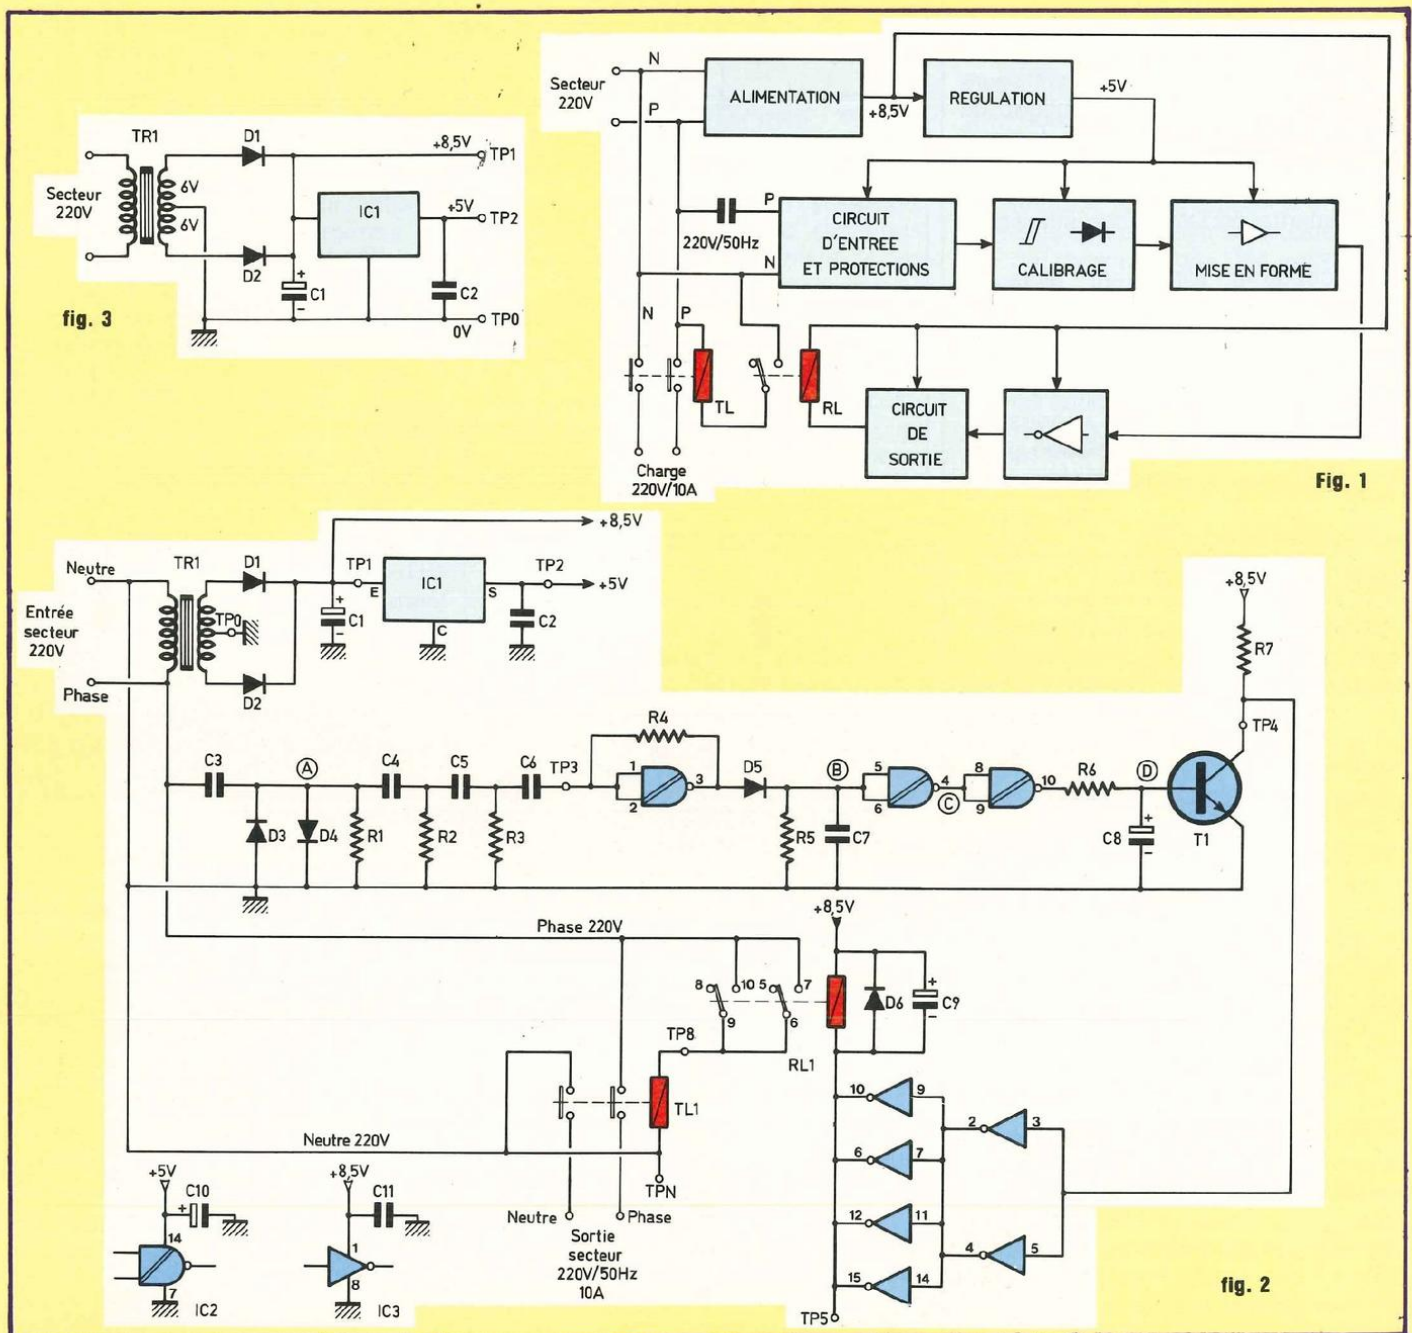 TR1
D1
+8,5V
TP1
Secteur
220V
6V
6V
IC1
+5V
TP2
D2
+
C1
-
C2
0V
TP0
fig. 3
Secteur
220V
N
P
ALIMENTATION
+8,5V
REGULATION
+5V
220V/50Hz
P
N
CIRCUIT
D'ENTREE
ET PROTECTIONS
CALIBRAGE
MISE EN FORME
N
P
TL
RL
CIRCUIT
DE
SORTIE
Charge
220V/10A
Fig. 1
Neutre
Entrée
secteur
220V
Phase
TR1
TP0
D1
D2
+8,5V
TP1
E
IC1
S
C
TP2
+5V
+
C1
-
C2
+8,5V
R7
TP4
C3
A
C4
C5
C6
TP3
R4
1
2
3
D5
B
5
6
4
C
8
9
10
R6
D
D3
D4
R1
R2
R3
R5
C7
C8
+
-
T1
Phase 220V
+8,5V
8
10
5
7
9
6
D6
+
C9
-
TP8
RL1
TL1
Neutre 220V
TPN
10
9
6
7
12
11
15
14
2
3
4
5
TP5
+5V
+
C10
14
7
IC2
+8,5V
C11
1
8
IC3
Neutre
Phase
Sortie
secteur
220V/50Hz
10A
fig. 2